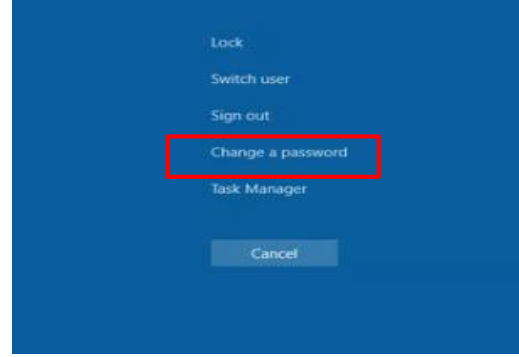 Lock
Switch user
Sign out
Change a password
Task Manager
Cancel